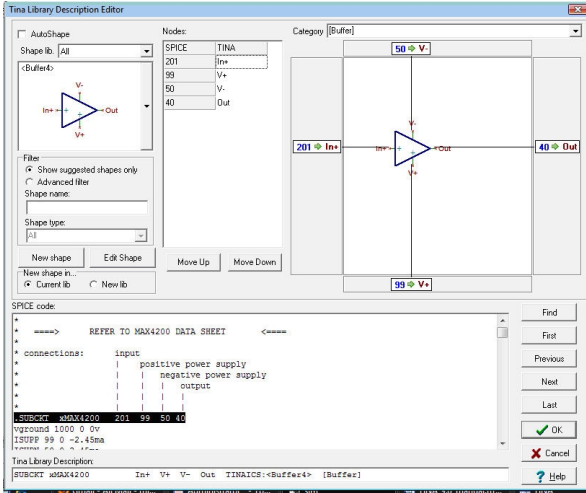 Tina Library Description Editor
AutoShape
Shape lib. [All
<Buffer4>
V-
In+
Out
V+
Filter
Show suggested shapes only
Advanced filter
Shape name:
Shape type:
All
New shape
Edit Shape
New shape in...
Current lib
New lib
Nodes:
SPICE TINA
201 In+
99 V+
50 V-
40 Out
Move Up
Move Down
Category [Buffer]
50 ⇨ V-
201 ⇨ In+
V-
In+
Out
V+
40 ⇨ Out
99 ⇨ V+
SPICE code:
*
* ====> REFER TO MAX4200 DATA SHEET <====
*
* connections: input
* | positive power supply
* | | negative power supply
* | | | output
* | | | |
* | | | |
.SUBCKT xMAX4200 201 99 50 40
vground 1000 0 0v
ISUPP 99 0 -2.45ma
Find
First
Previous
Next
Last
OK
Cancel
Help
Tina Library Description:
SUBCKT xMAX4200 In+ V+ V- Out TINAICS:<Buffer4> [Buffer]